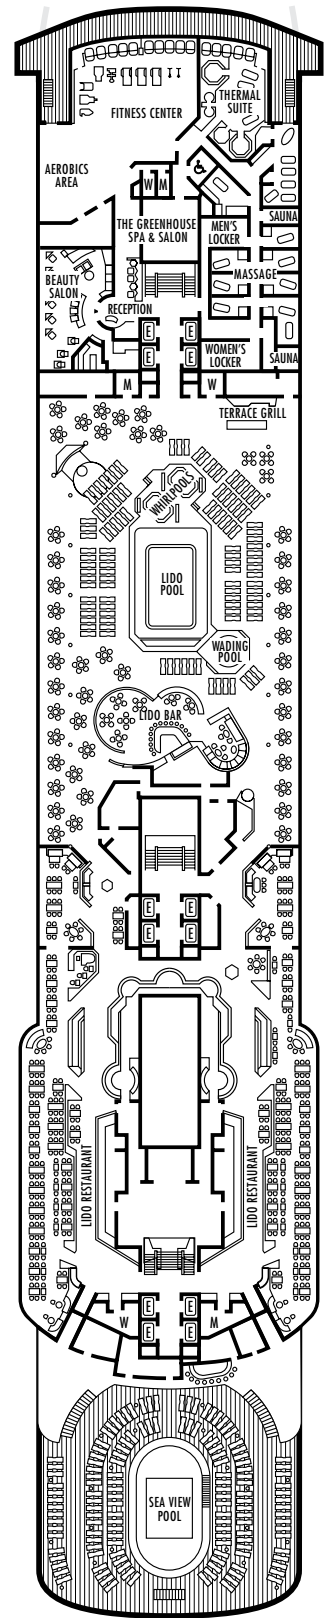 FITNESS CENTER
THERMAL
SUITE
AEROBICS
AREA
W M
SAUNA
THE GREENHOUSE
SPA & SALON
MEN'S
LOCKER
MASSAGE
BEAUTY
SALON
RECEPTION
E E
E E
WOMEN'S
LOCKER
SAUNA
M W
TERRACE GRILL
WHIRLPOOLS
LIDO
POOL
WADING
POOL
LIDO BAR
E E
E E
LIDO RESTAURANT
LIDO RESTAURANT
E E
W M
E E
SEA VIEW
POOL